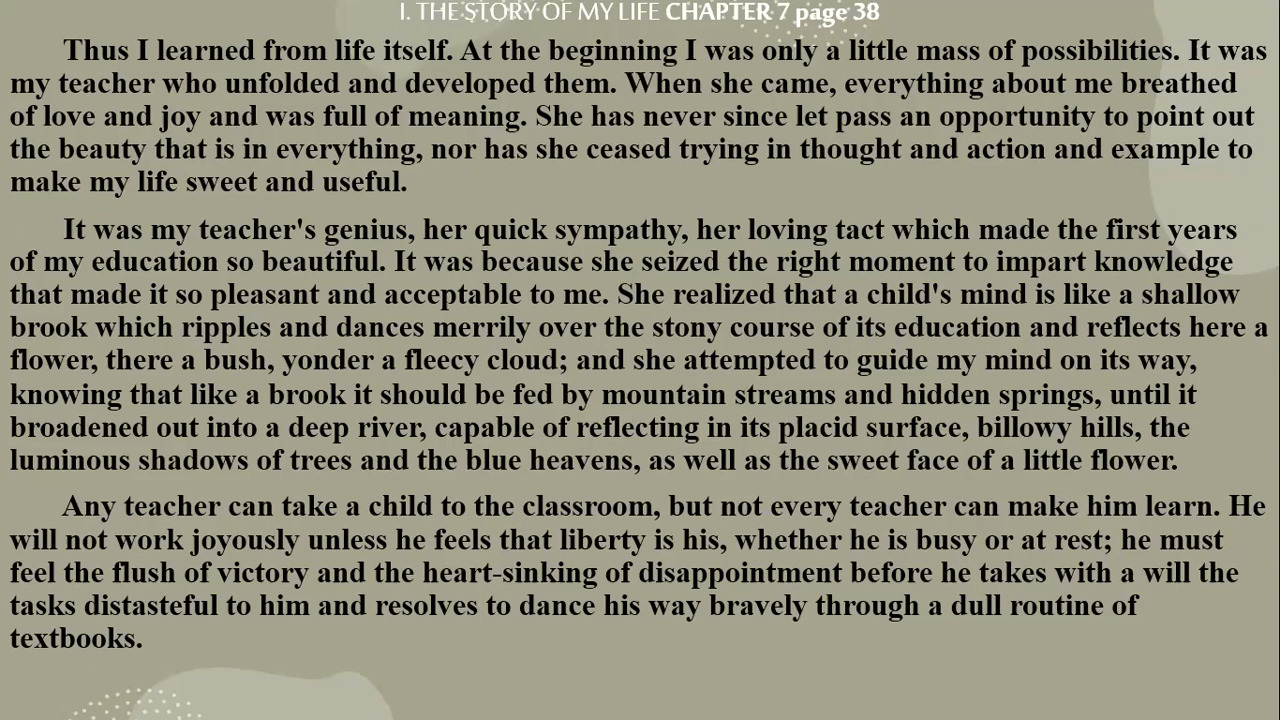 I. THE STORY OF MY LIFE CHAPTER 7 page 38
Thus I learned from life itself. At the beginning I was only a little mass of possibilities. It was
my teacher who unfolded and developed them. When she came, everything about me breathed
of love and joy and was full of meaning. She has never since let pass an opportunity to point out
the beauty that is in everything, nor has she ceased trying in thought and action and example to
make my life sweet and useful.
It was my teacher's genius, her quick sympathy, her loving tact which made the first years
of my education so beautiful. It was because she seized the right moment to impart knowledge
that made it so pleasant and acceptable to me. She realized that a child's mind is like a shallow
brook which ripples and dances merrily over the stony course of its education and reflects here a
flower, there a bush, yonder a fleecy cloud; and she attempted to guide my mind on its way,
knowing that like a brook it should be fed by mountain streams and hidden springs, until it
broadened out into a deep river, capable of reflecting in its placid surface, billowy hills, the
luminous shadows of trees and the blue heavens, as well as the sweet face of a little flower.
Any teacher can take a child to the classroom, but not every teacher can make him learn. He
will not work joyously unless he feels that liberty is his, whether he is busy or at rest; he must
feel the flush of victory and the heart-sinking of disappointment before he takes with a will the
tasks distasteful to him and resolves to dance his way bravely through a dull routine of
textbooks.